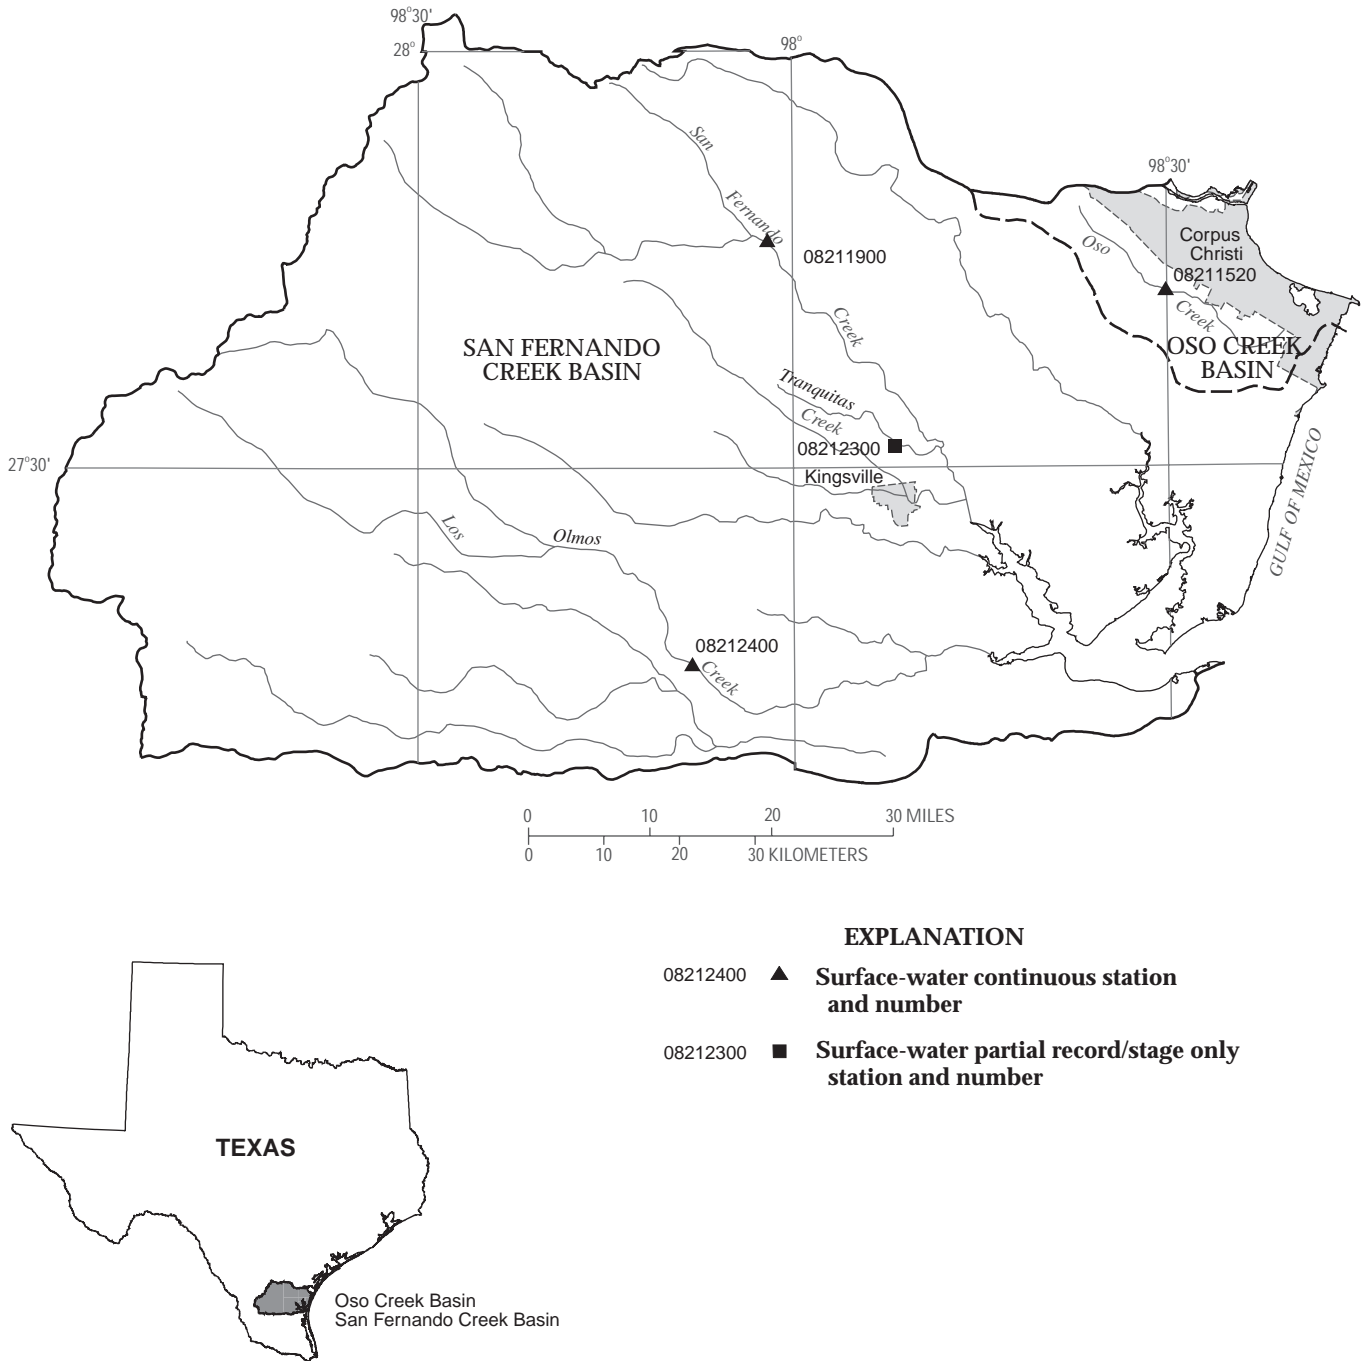 98°30'
28°
98°
98°30'
San
Fernando
Creek
08211900
Oso
Creek
Corpus
Christi
08211520
OSO CREEK
BASIN
SAN FERNANDO
CREEK BASIN
Tranquitas
Creek
08212300
27°30'
Kingsville
GULF OF MEXICO
Los
Olmos
Creek
08212400
0 10 20 30 MILES
0 10 20 30 KILOMETERS
EXPLANATION
08212400 Surface-water continuous station
and number
08212300 Surface-water partial record/stage only
station and number
TEXAS
Oso Creek Basin
San Fernando Creek Basin